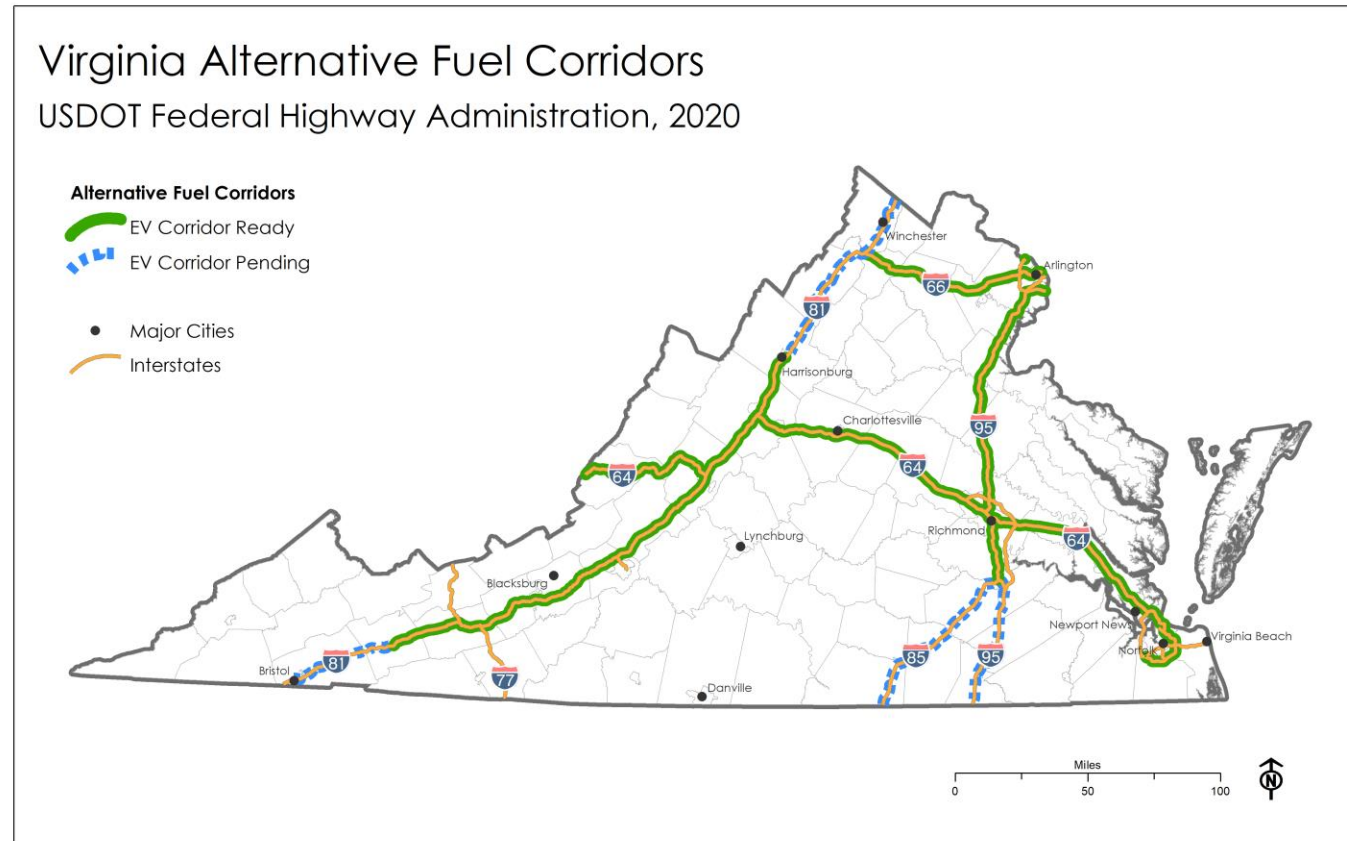 Virginia Alternative Fuel Corridors
USDOT Federal Highway Administration, 2020
Alternative Fuel Corridors
EV Corridor Ready
EV Corridor Pending
Major Cities
Interstates
Winchester
Arlington
66
81
Harrisonburg
Charlottesville
95
64
64
Richmond
64
Lynchburg
Blacksburg
Newport News
Virginia Beach
Norfolk
Bristol
81
77
Danville
85
95
Miles
0 50 100
N